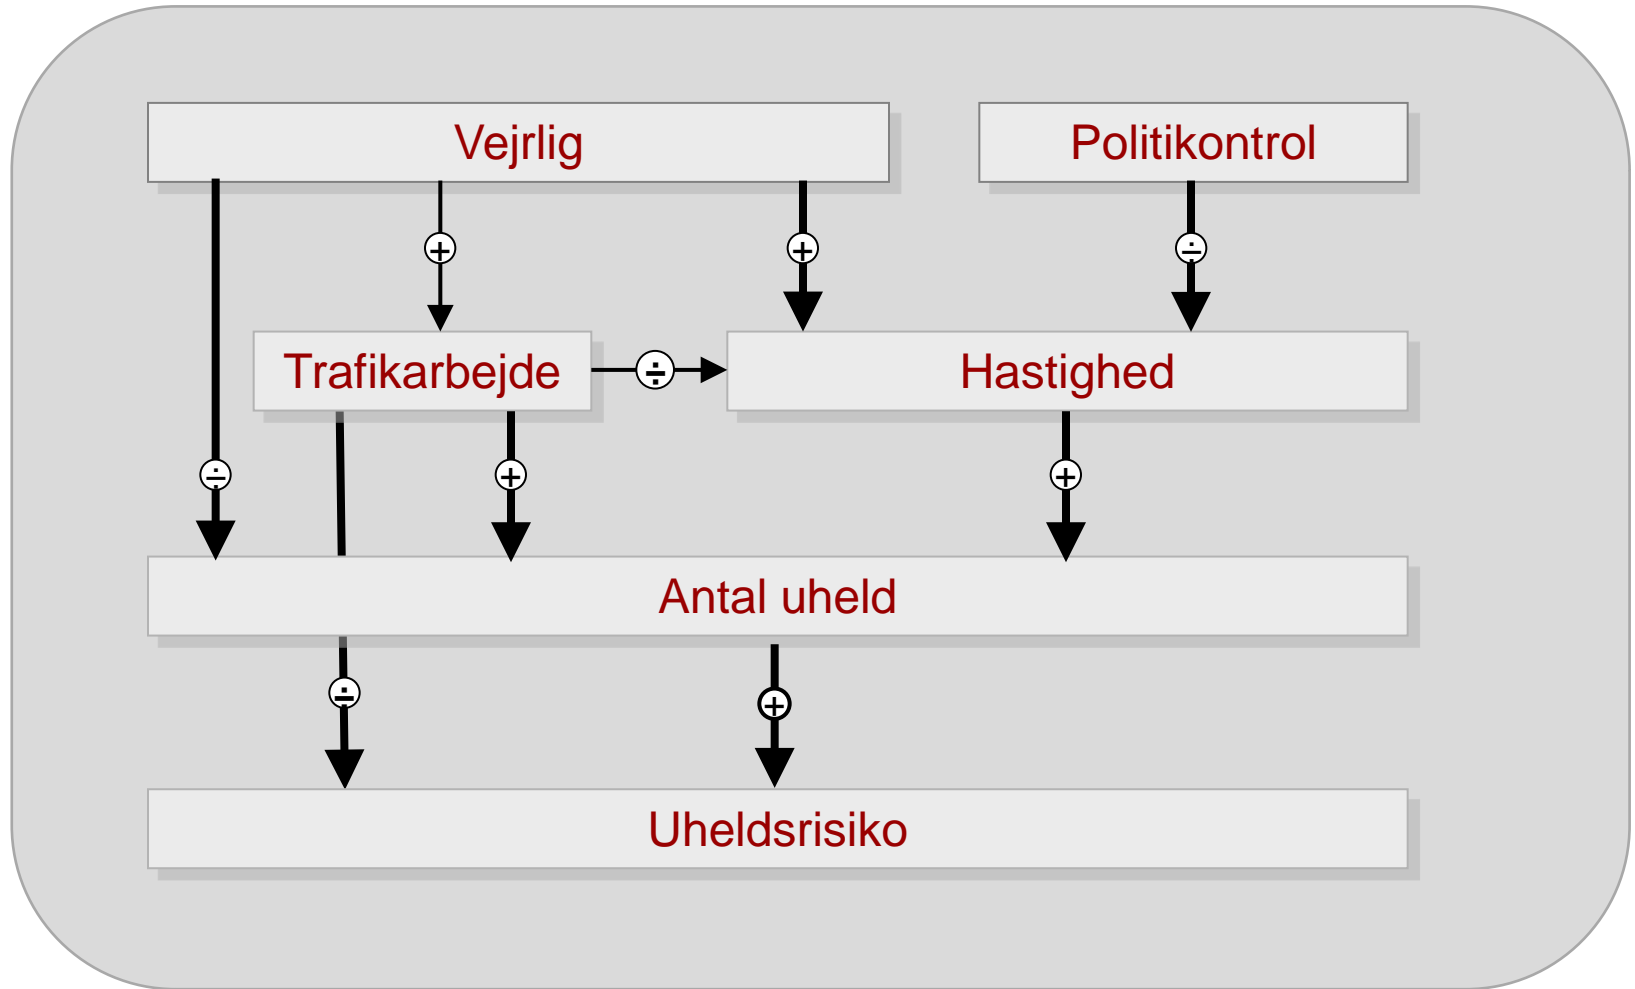 Vejrlig
Politikontrol
+
+
÷
Trafikarbejde
÷
Hastighed
÷
+
+
Antal uheld
÷
+
Uheldsrisiko